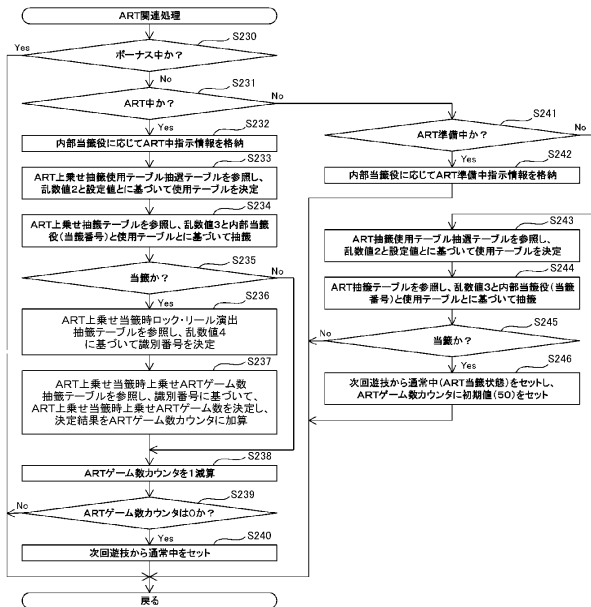 ART関連処理
S230
Yes
ボーナス中か?
No
S231
ART中か?
No
Yes
S232
内部当籤役に応じてART中指示情報を格納
S233
ART上乗せ抽籤使用テーブル抽選テーブルを参照し、
乱数値2と設定値とに基づいて使用テーブルを決定
S234
ART上乗せ抽籤テーブルを参照し、乱数値3と内部当籤
役(当籤番号)と使用テーブルとに基づいて抽籤
S235
当籤か?
No
Yes
S236
ART上乗せ当籤時ロック・リール演出
抽籤テーブルを参照し、乱数値4
に基づいて識別番号を決定
S237
ART上乗せ当籤時上乗せARTゲーム数
抽籤テーブルを参照し、識別番号に基づいて、
ART上乗せ当籤時上乗せARTゲーム数を決定し、
決定結果をARTゲーム数カウンタに加算
S238
ARTゲーム数カウンタを1減算
S239
No
ARTゲーム数カウンタは0か?
Yes
S240
次回遊技から通常中をセット
戻る
S241
ART準備中か?
No
Yes
S242
内部当籤役に応じてART準備中指示情報を格納
S243
ART抽籤使用テーブル抽選テーブルを参照し、
乱数値2と設定値とに基づいて使用テーブルを決定
S244
ART抽籤テーブルを参照し、乱数値3と内部当籤役(当籤
番号)と使用テーブルとに基づいて抽籤
S245
No
当籤か?
Yes
S246
次回遊技から通常中(ART当籤状態)をセットし、
ARTゲーム数カウンタに初期値(50)をセット